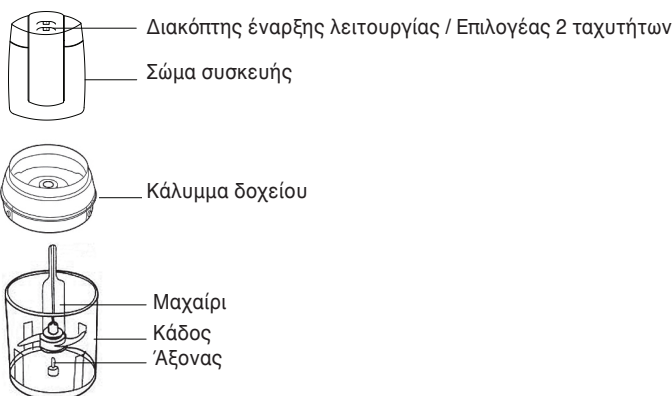 Διακόπτης έναρξης λειτουργίας / Επιλογέας 2 ταχυτήτων
Σώμα συσκευής
Κάλυμμα δοχείου
Μαχαίρι
Κάδος
Άξονας